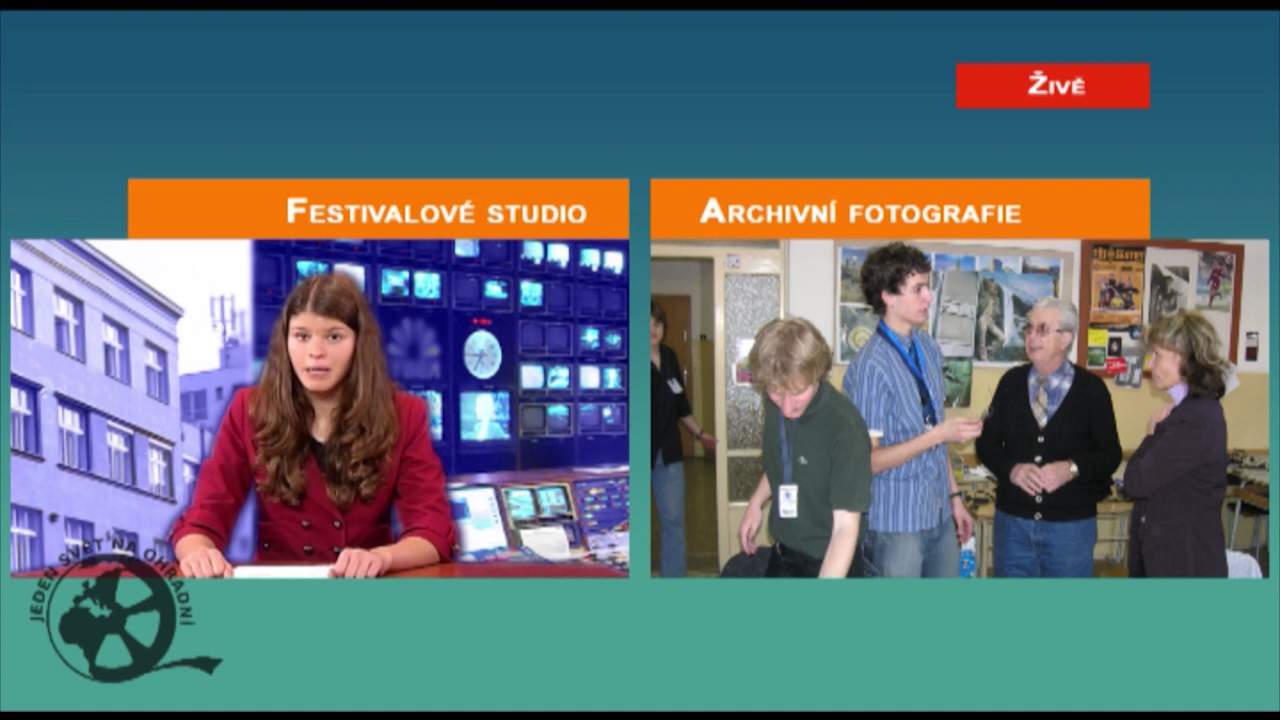 Živě
Festivalové studio
Archivní fotografie
JEDEN SVĚT NA OHRADNÍ